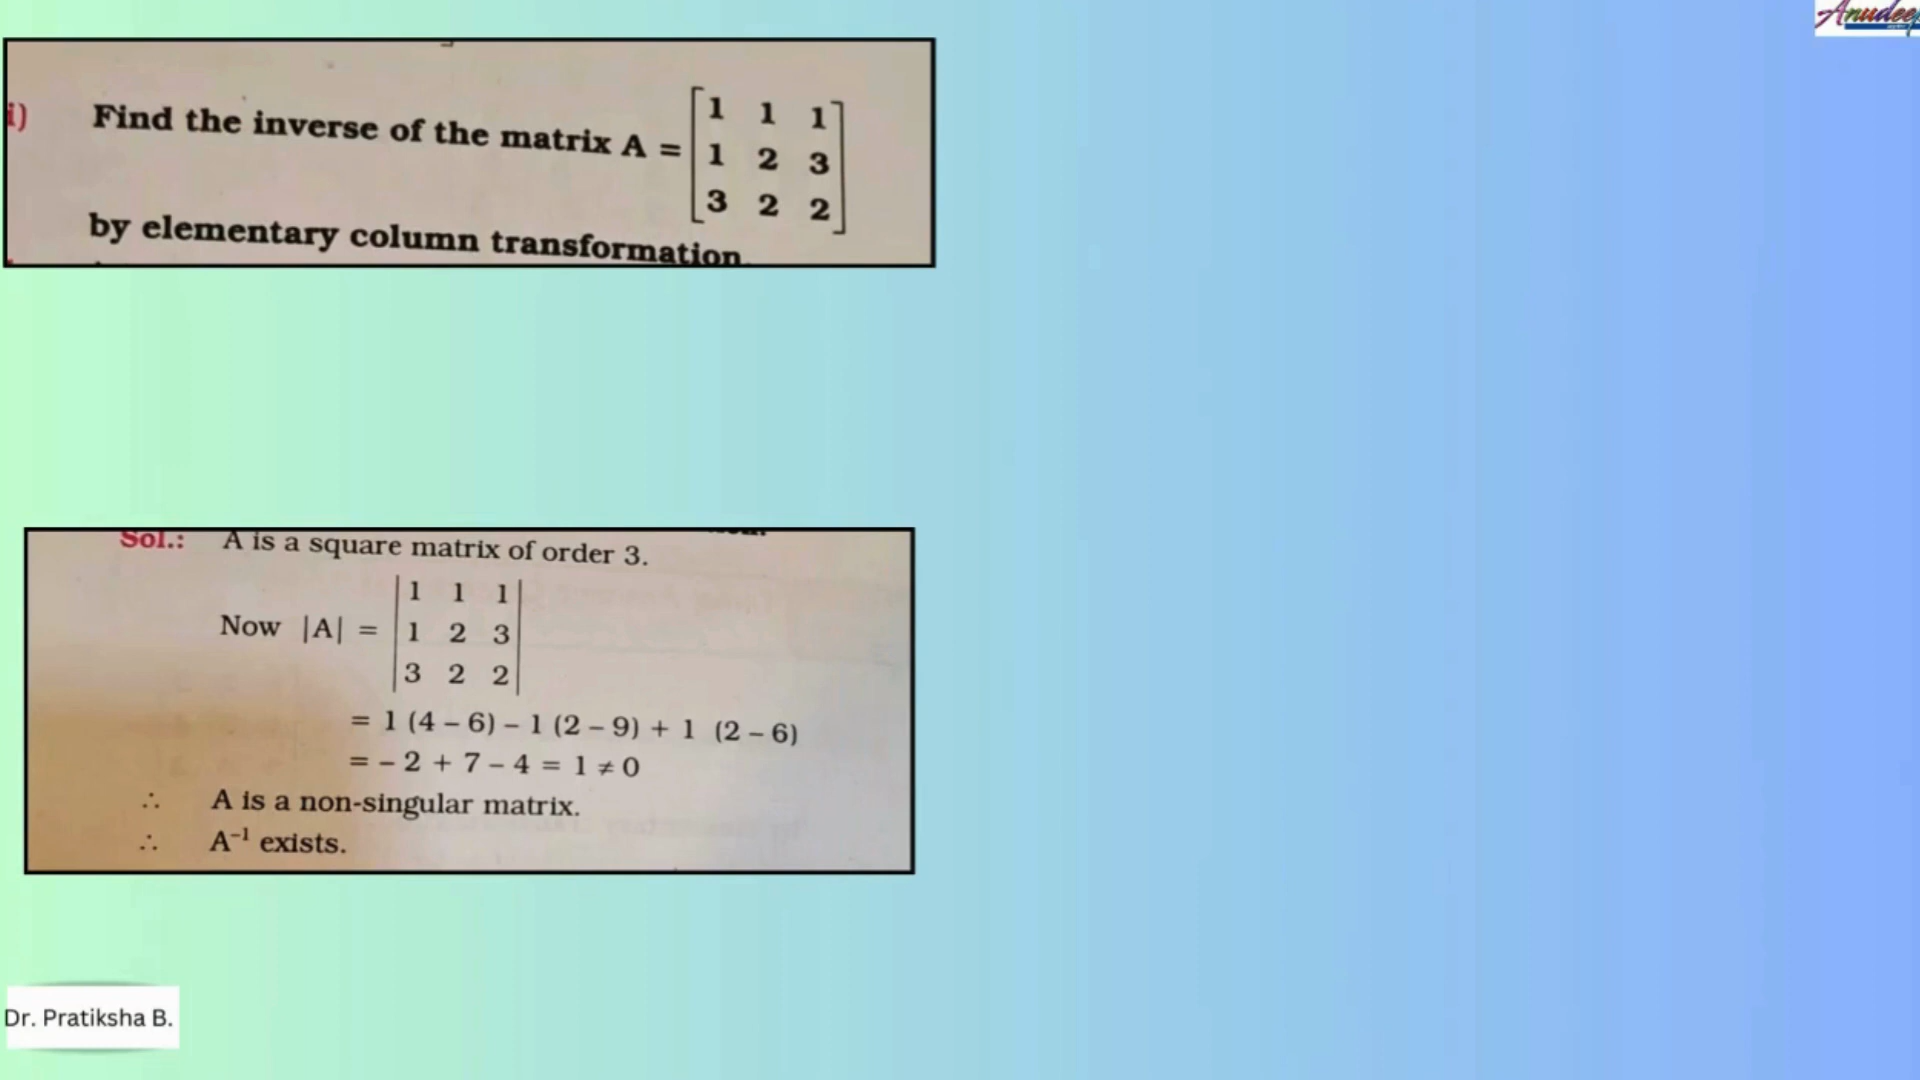 Anudeep
i) Find the inverse of the matrix A = [1 1 1
1 2 3
3 2 2]
by elementary column transformation.
Sol.: A is a square matrix of order 3.
Now |A| = |1 1 1
1 2 3
3 2 2|
= 1 (4 – 6) – 1 (2 – 9) + 1 (2 – 6)
= – 2 + 7 – 4 = 1 ≠ 0
∴ A is a non-singular matrix.
∴ A⁻¹ exists.
Dr. Pratiksha B.